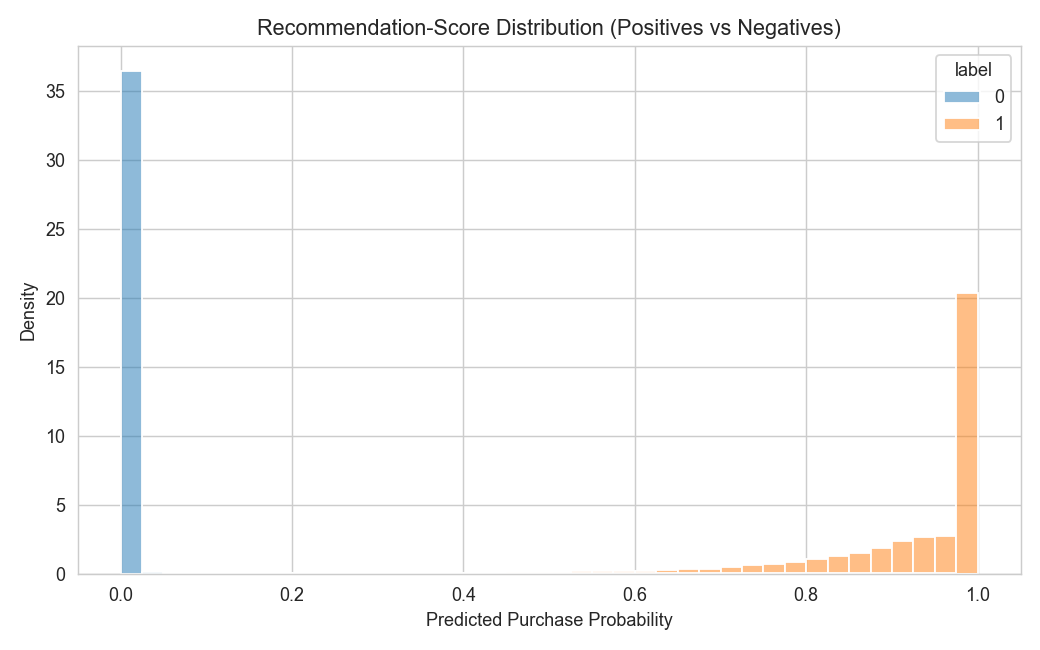 Recommendation-Score Distribution (Positives vs Negatives)
label
0
1
Density
35
30
25
20
15
10
5
0
0.0 0.2 0.4 0.6 0.8 1.0
Predicted Purchase Probability